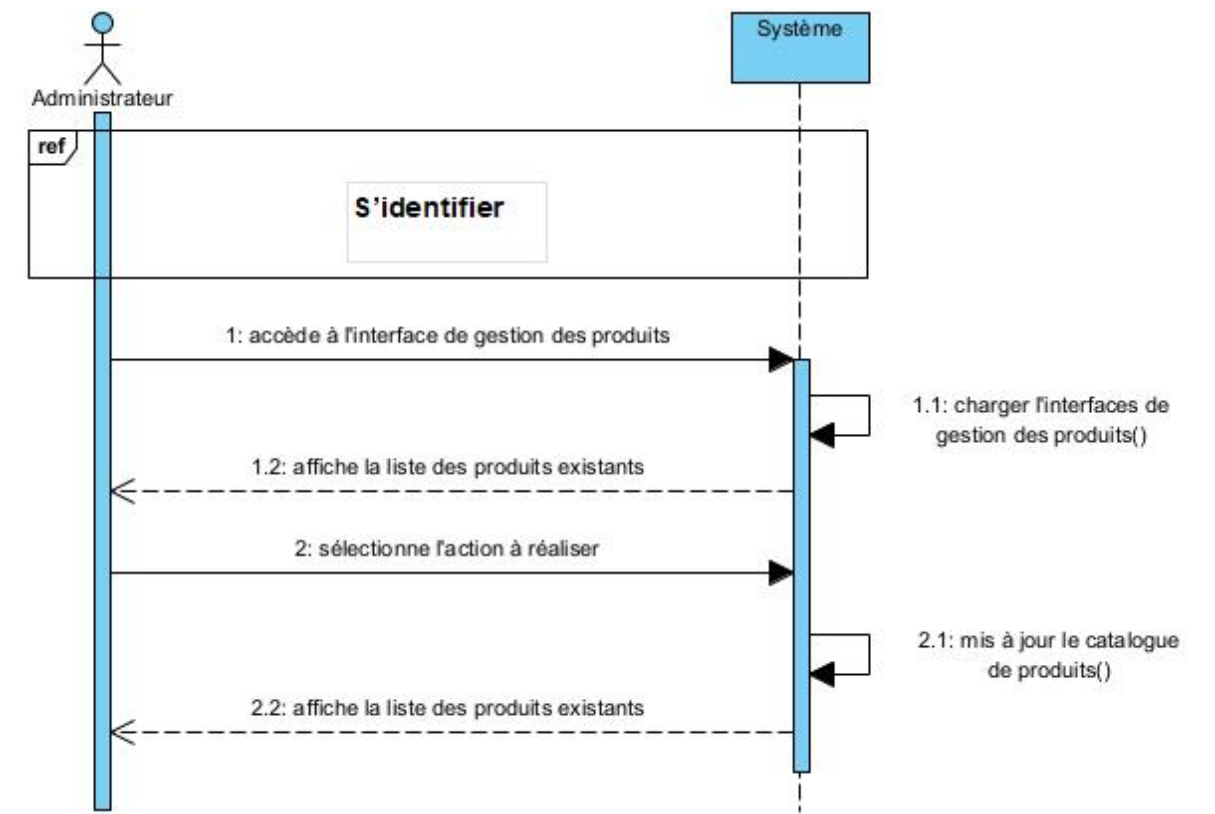 Système
Administrateur
ref
S'identifier
1: accède à l'interface de gestion des produits
1.1: charger l'interfaces de
gestion des produits()
1.2: affiche la liste des produits existants
2: sélectionne l'action à réaliser
2.1: mis à jour le catalogue
de produits()
2.2: affiche la liste des produits existants